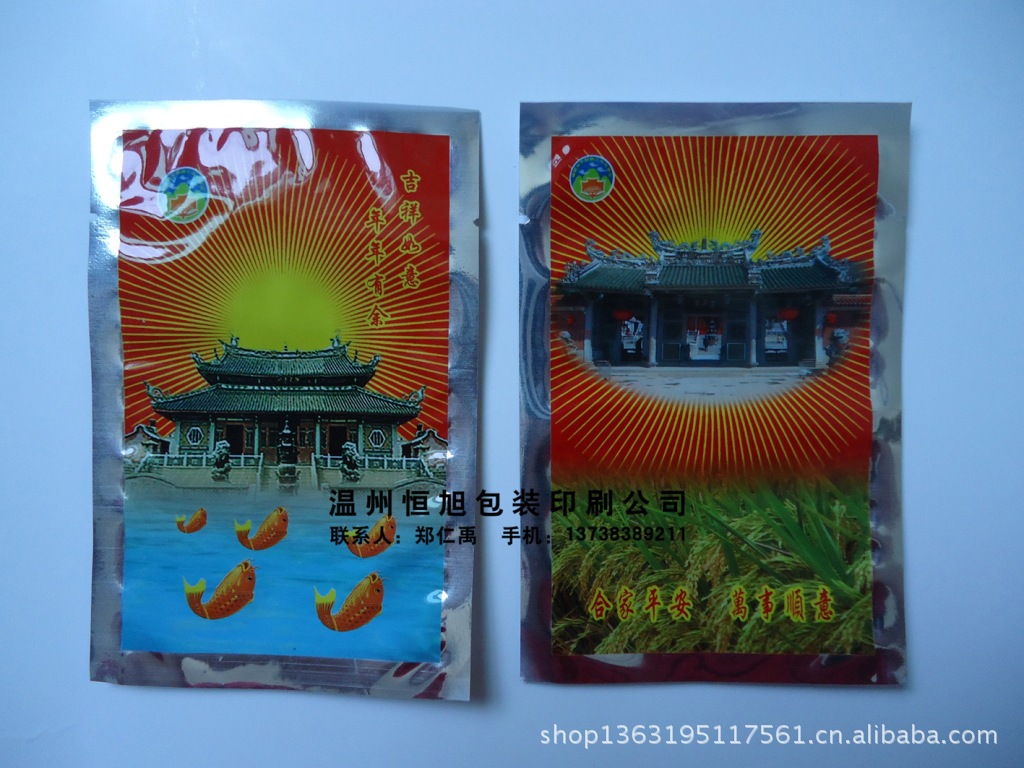 吉祥如意
年年有余
温州恒旭包装印刷公司
联系人：郑仁禹 手机：13738389211
合家平安 萬事順意
shop1363195117561.cn.alibaba.com